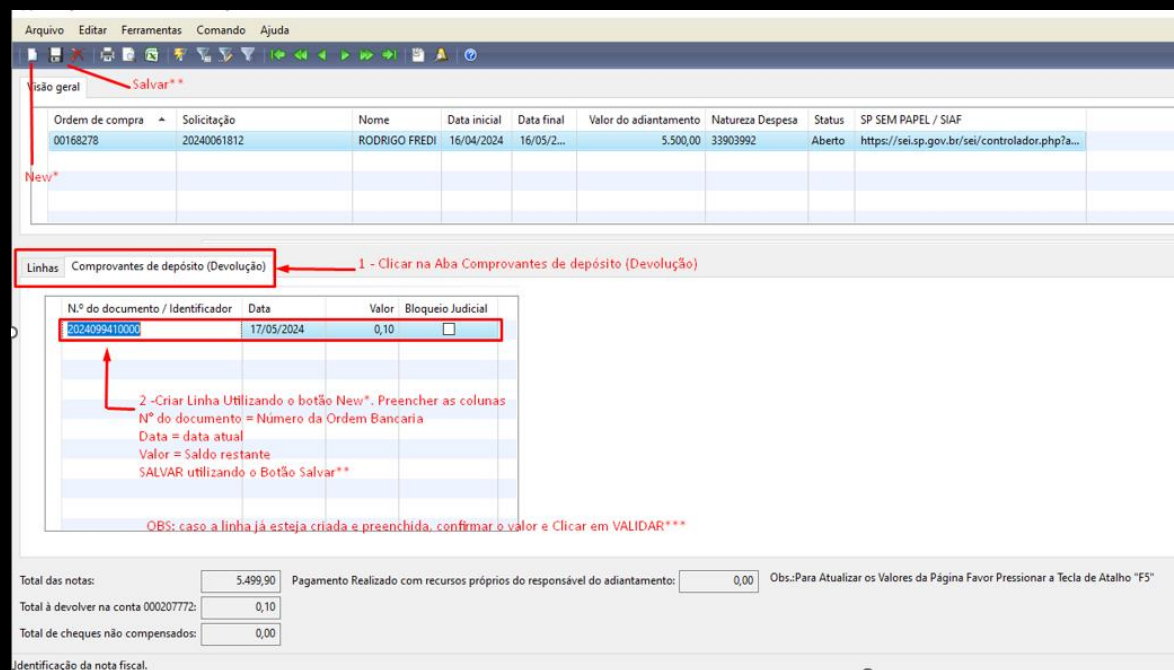 Arquivo Editar Ferramentas Comando Ajuda
Salvar**
Visão geral
Ordem de compra Solicitação Nome Data inicial Data final Valor do adiantamento Natureza Despesa Status SP SEM PAPEL / SIAF
00168278 20240061812 RODRIGO FREDI 16/04/2024 16/05/2... 5.500,00 33903992 Aberto https://sei.sp.gov.br/sei/controlador.php?a...
New*
Linhas Comprovantes de depósito (Devolução) 1 - Clicar na Aba Comprovantes de depósito (Devolução)
N.º do documento / Identificador Data Valor Bloqueio Judicial
2024099410000 17/05/2024 0,10
2 -Criar Linha Utilizando o botão New*. Preencher as colunas
N° do documento = Número da Ordem Bancaria
Data = data atual
Valor = Saldo restante
SALVAR utilizando o Botão Salvar**
OBS: caso a linha já esteja criada e preenchida, confirmar o valor e Clicar em VALIDAR***
Total das notas: 5.499,90 Pagamento Realizado com recursos próprios do responsável do adiantamento: 0,00 Obs.:Para Atualizar os Valores da Página Favor Pressionar a Tecla de Atalho "F5"
Total à devolver na conta 000207772: 0,10
Total de cheques não compensados: 0,00
Identificação da nota fiscal.